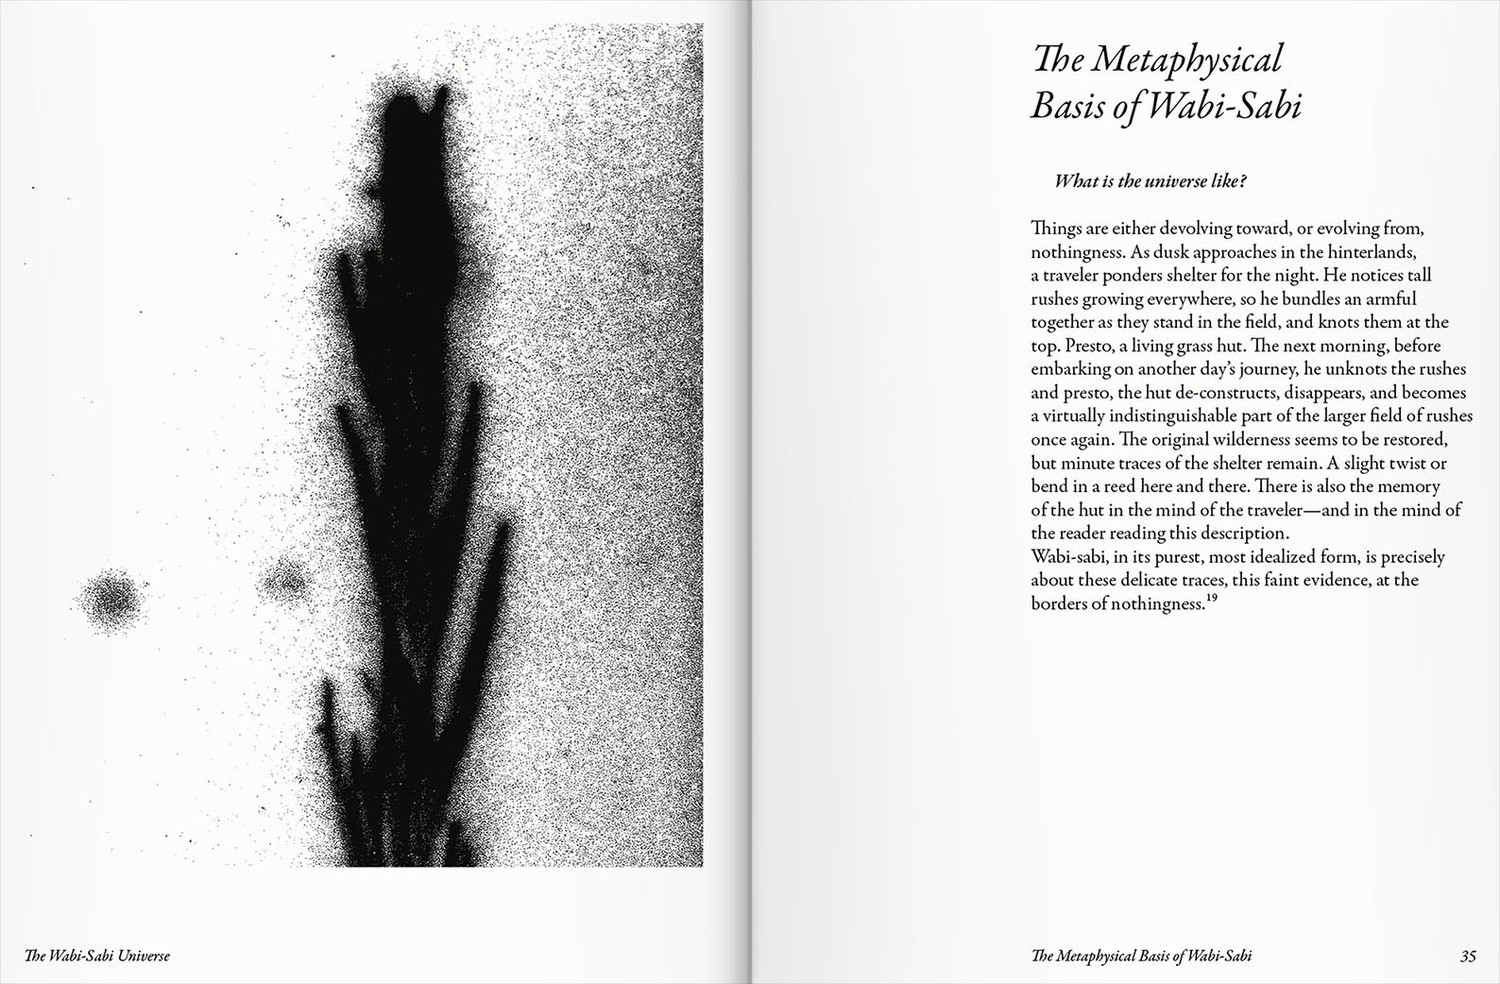 The Wabi-Sabi Universe
The Metaphysical
Basis of Wabi-Sabi
What is the universe like?
Things are either devolving toward, or evolving from,
nothingness. As dusk approaches in the hinterlands,
a traveler ponders shelter for the night. He notices tall
rushes growing everywhere, so he bundles an armful
together as they stand in the field, and knots them at the
top. Presto, a living grass hut. The next morning, before
embarking on another day’s journey, he unknots the rushes
and presto, the hut de-constructs, disappears, and becomes
a virtually indistinguishable part of the larger field of rushes
once again. The original wilderness seems to be restored,
but minute traces of the shelter remain. A slight twist or
bend in a reed here and there. There is also the memory
of the hut in the mind of the traveler—and in the mind of
the reader reading this description.
Wabi-sabi, in its purest, most idealized form, is precisely
about these delicate traces, this faint evidence, at the
borders of nothingness.¹⁹
The Metaphysical Basis of Wabi-Sabi 35